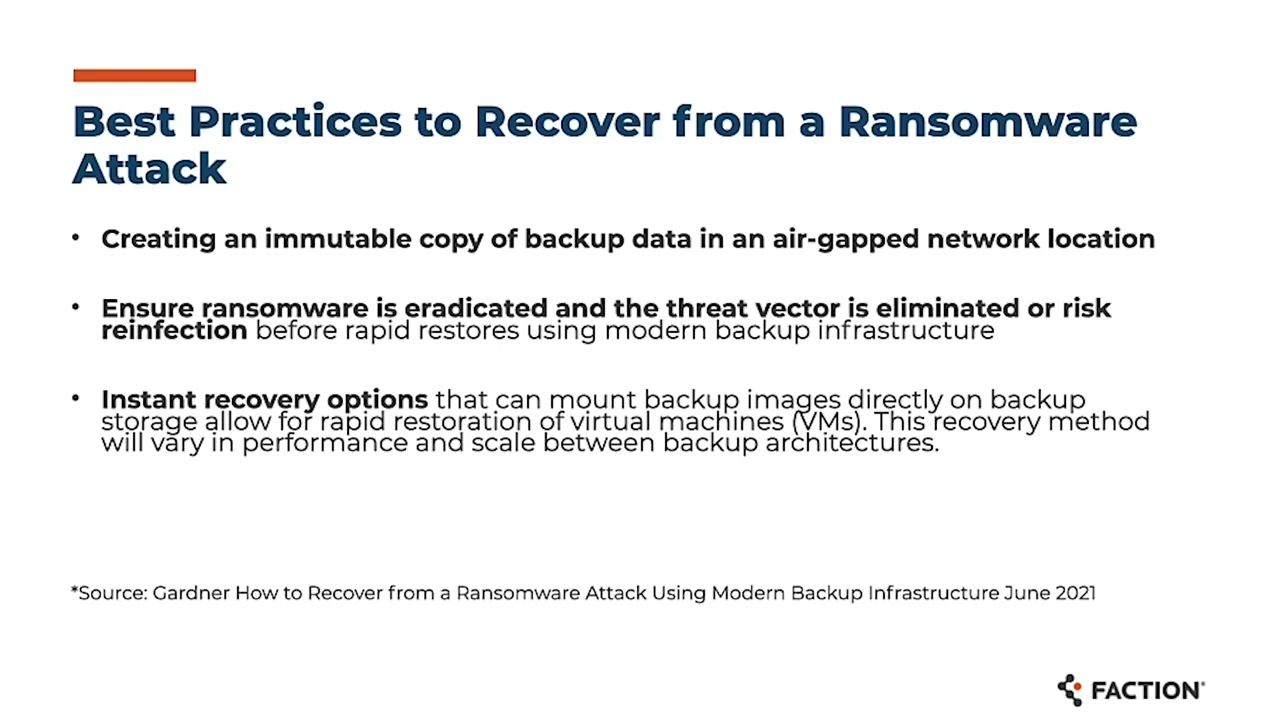 Best Practices to Recover from a Ransomware
Attack
• Creating an immutable copy of backup data in an air-gapped network location
• Ensure ransomware is eradicated and the threat vector is eliminated or risk
reinfection before rapid restores using modern backup infrastructure
• Instant recovery options that can mount backup images directly on backup
storage allow for rapid restoration of virtual machines (VMs). This recovery method
will vary in performance and scale between backup architectures.
*Source: Gardner How to Recover from a Ransomware Attack Using Modern Backup Infrastructure June 2021
FACTION®